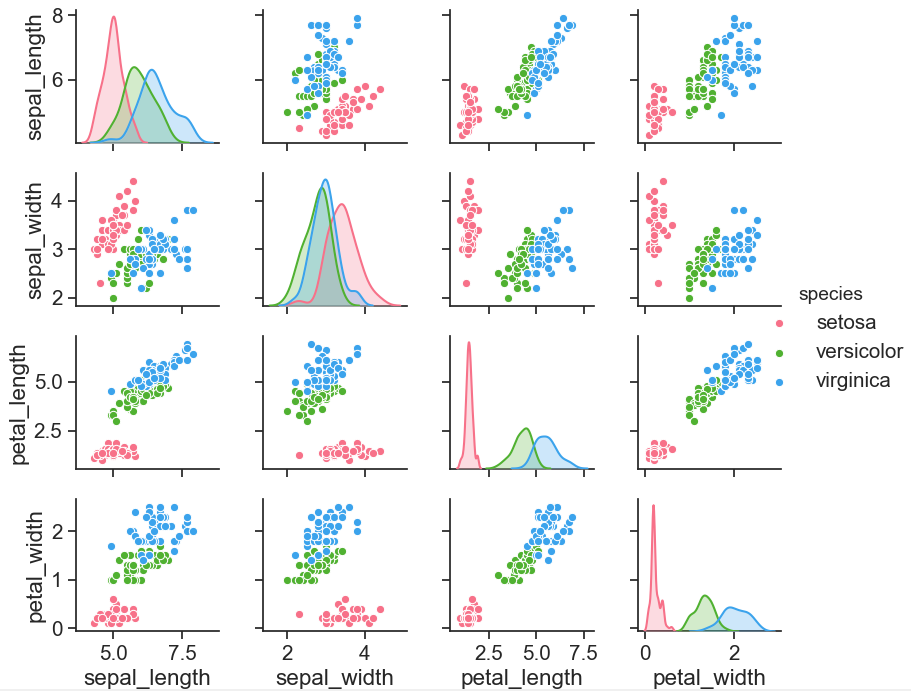 8
6
sepal_length
4
3
2
sepal_width
species
setosa
versicolor
virginica
5.0
2.5
petal_length
2
1
0
petal_width
5.0 7.5
sepal_length
2 4
sepal_width
2.5 5.0 7.5
petal_length
0 2
petal_width